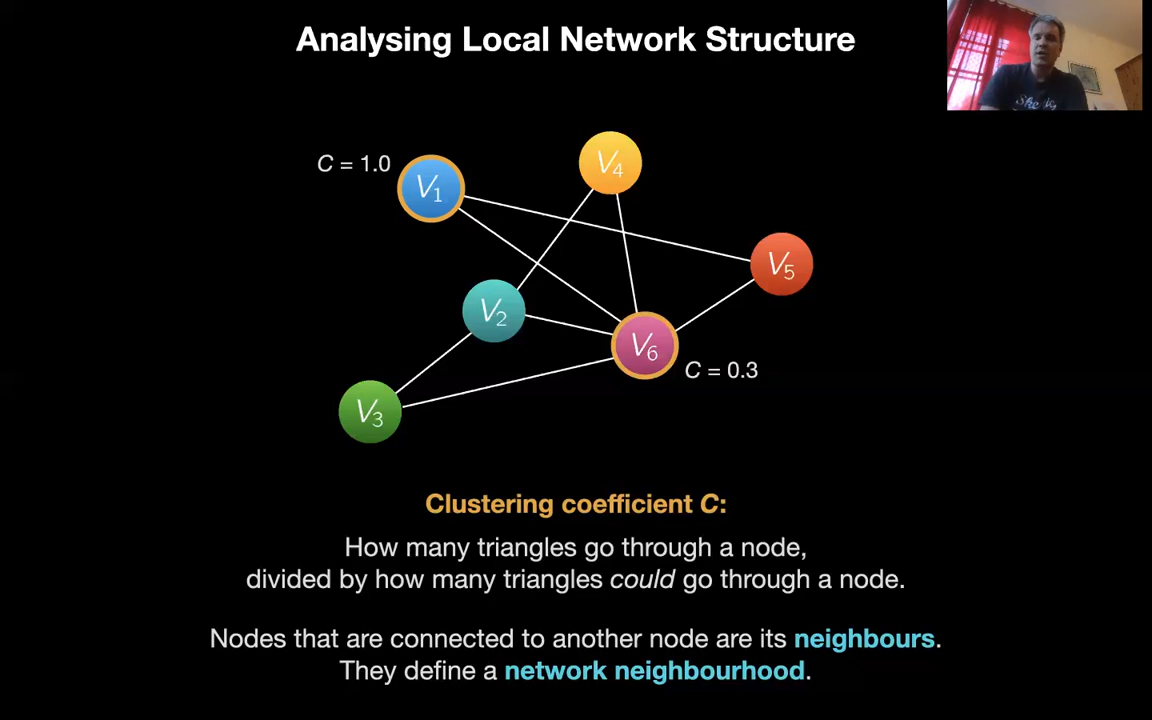 Analysing Local Network Structure
C = 1.0
V1
V4
V5
V2
V6
C = 0.3
V3
Clustering coefficient C:
How many triangles go through a node,
divided by how many triangles could go through a node.
Nodes that are connected to another node are its neighbours.
They define a network neighbourhood.